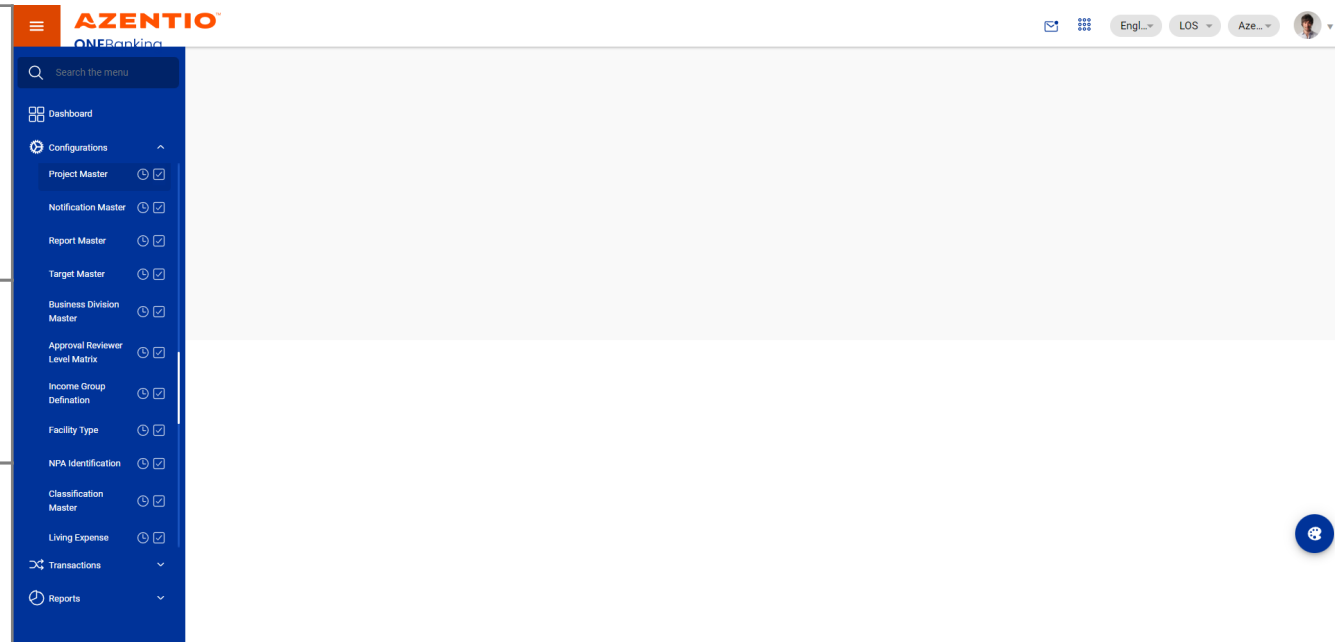 AZENTIO™
ONEBanking
Engl...
LOS
Aze...
Search the menu
Dashboard
Configurations
Project Master
Notification Master
Report Master
Target Master
Business Division
Master
Approval Reviewer
Level Matrix
Income Group
Defination
Facility Type
NPA Identification
Classification
Master
Living Expense
Transactions
Reports